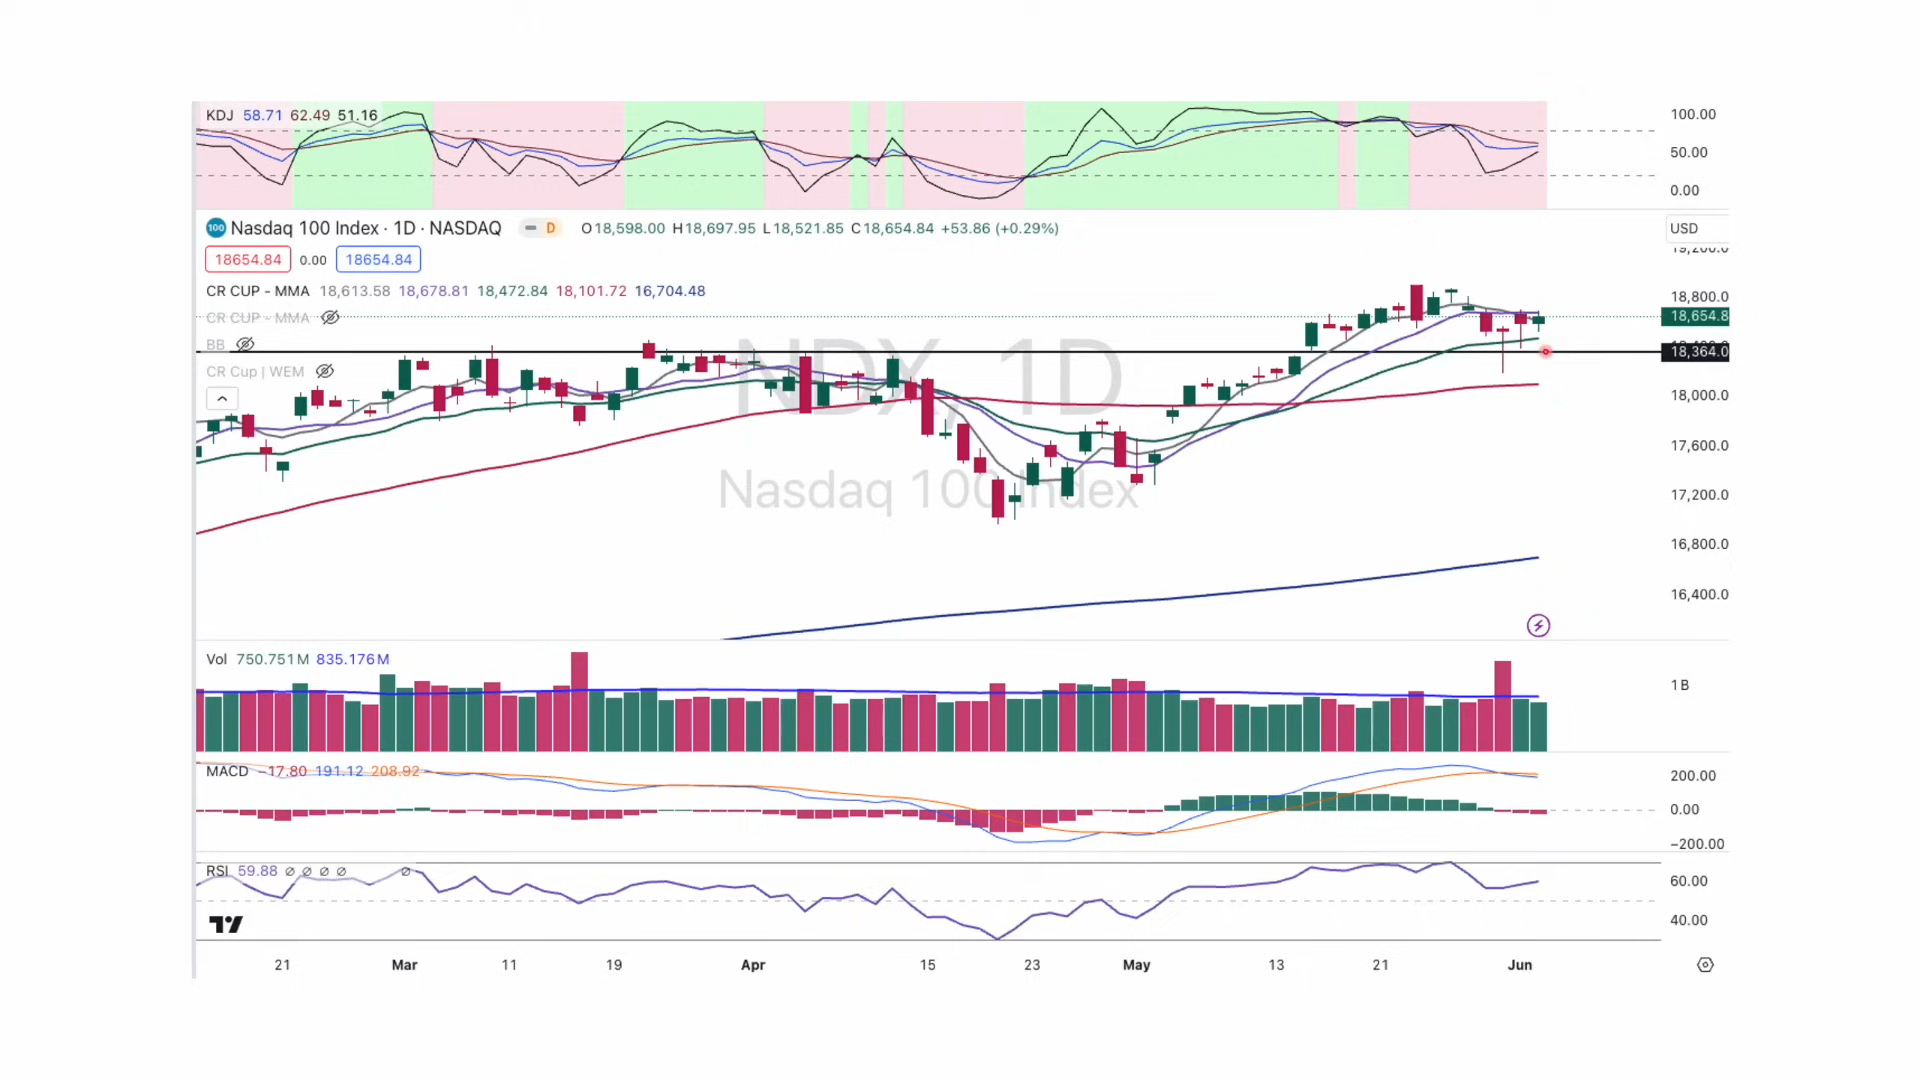 KDJ 58.71 62.49 51.16
100.00
50.00
0.00
100 Nasdaq 100 Index · 1D · NASDAQ D O18,598.00 H18,697.95 L18,521.85 C18,654.84 +53.86 (+0.29%)
USD
18654.84 0.00 18654.84
CR CUP – MMA 18,613.58 18,678.81 18,472.84 18,101.72 16,704.48
18,800.0
CR CUP – MMA
18,654.8
BB
18,364.0
CR Cup | WEM
NDX, 1D
18,000.0
17,600.0
Nasdaq 100 Index
17,200.0
16,800.0
16,400.0
Vol 750.751M 835.176M
1B
MACD −17.80 191.12 208.92
200.00
0.00
−200.00
RSI 59.88 ∅ ∅ ∅ ∅ ∅
60.00
40.00
21 Mar 11 19 Apr 15 23 May 13 21 Jun